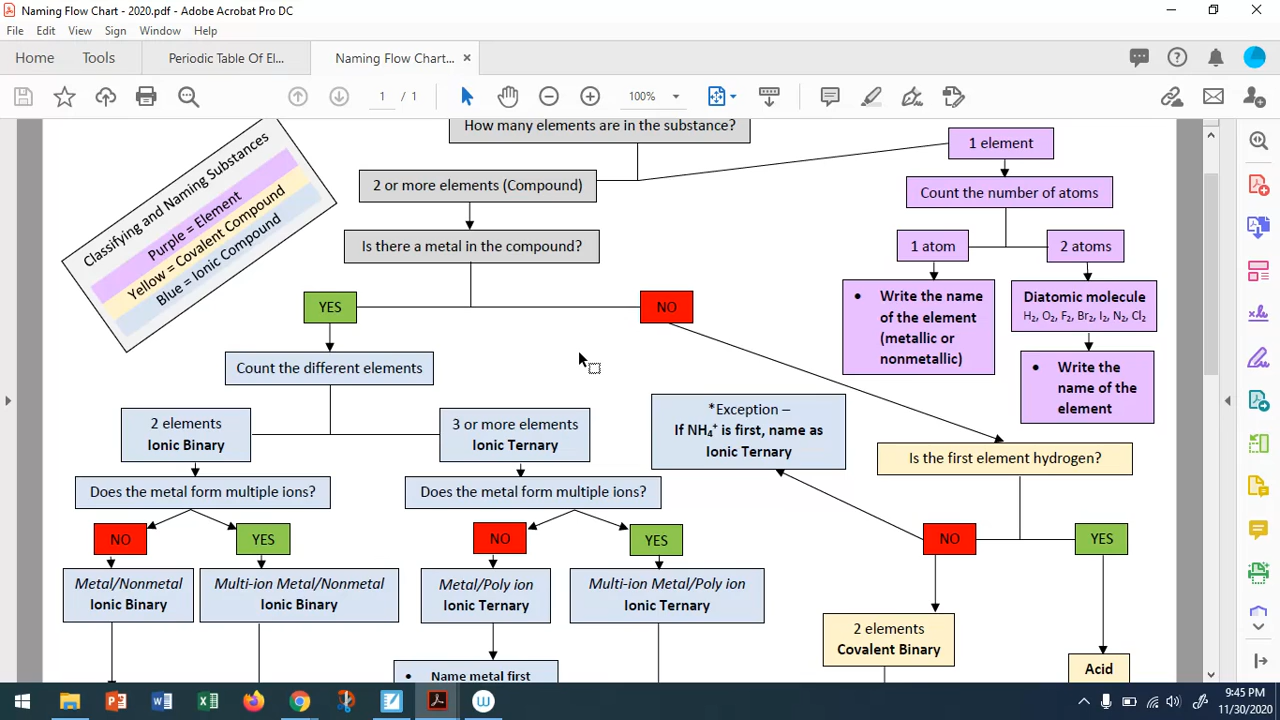 Naming Flow Chart - 2020.pdf - Adobe Acrobat Pro DC
File Edit View Sign Window Help
Home Tools Periodic Table Of El... Naming Flow Chart... ×
1 / 1 100%
How many elements are in the substance?
Classifying and Naming Substances
Purple = Element
Yellow = Covalent Compound
Blue = Ionic Compound
1 element
2 or more elements (Compound)
Count the number of atoms
Is there a metal in the compound?
1 atom
2 atoms
YES
NO
• Write the name
of the element
(metallic or
nonmetallic)
Diatomic molecule
H₂, O₂, F₂, Br₂, I₂, N₂, Cl₂
• Write the
name of the
element
Count the different elements
2 elements
Ionic Binary
3 or more elements
Ionic Ternary
*Exception –
If NH₄⁺ is first, name as
Ionic Ternary
Is the first element hydrogen?
Does the metal form multiple ions?
Does the metal form multiple ions?
NO
YES
NO
YES
NO
YES
Metal/Nonmetal
Ionic Binary
Multi-ion Metal/Nonmetal
Ionic Binary
Metal/Poly ion
Ionic Ternary
Multi-ion Metal/Poly ion
Ionic Ternary
2 elements
Covalent Binary
Acid
• Name metal first
9:45 PM
11/30/2020